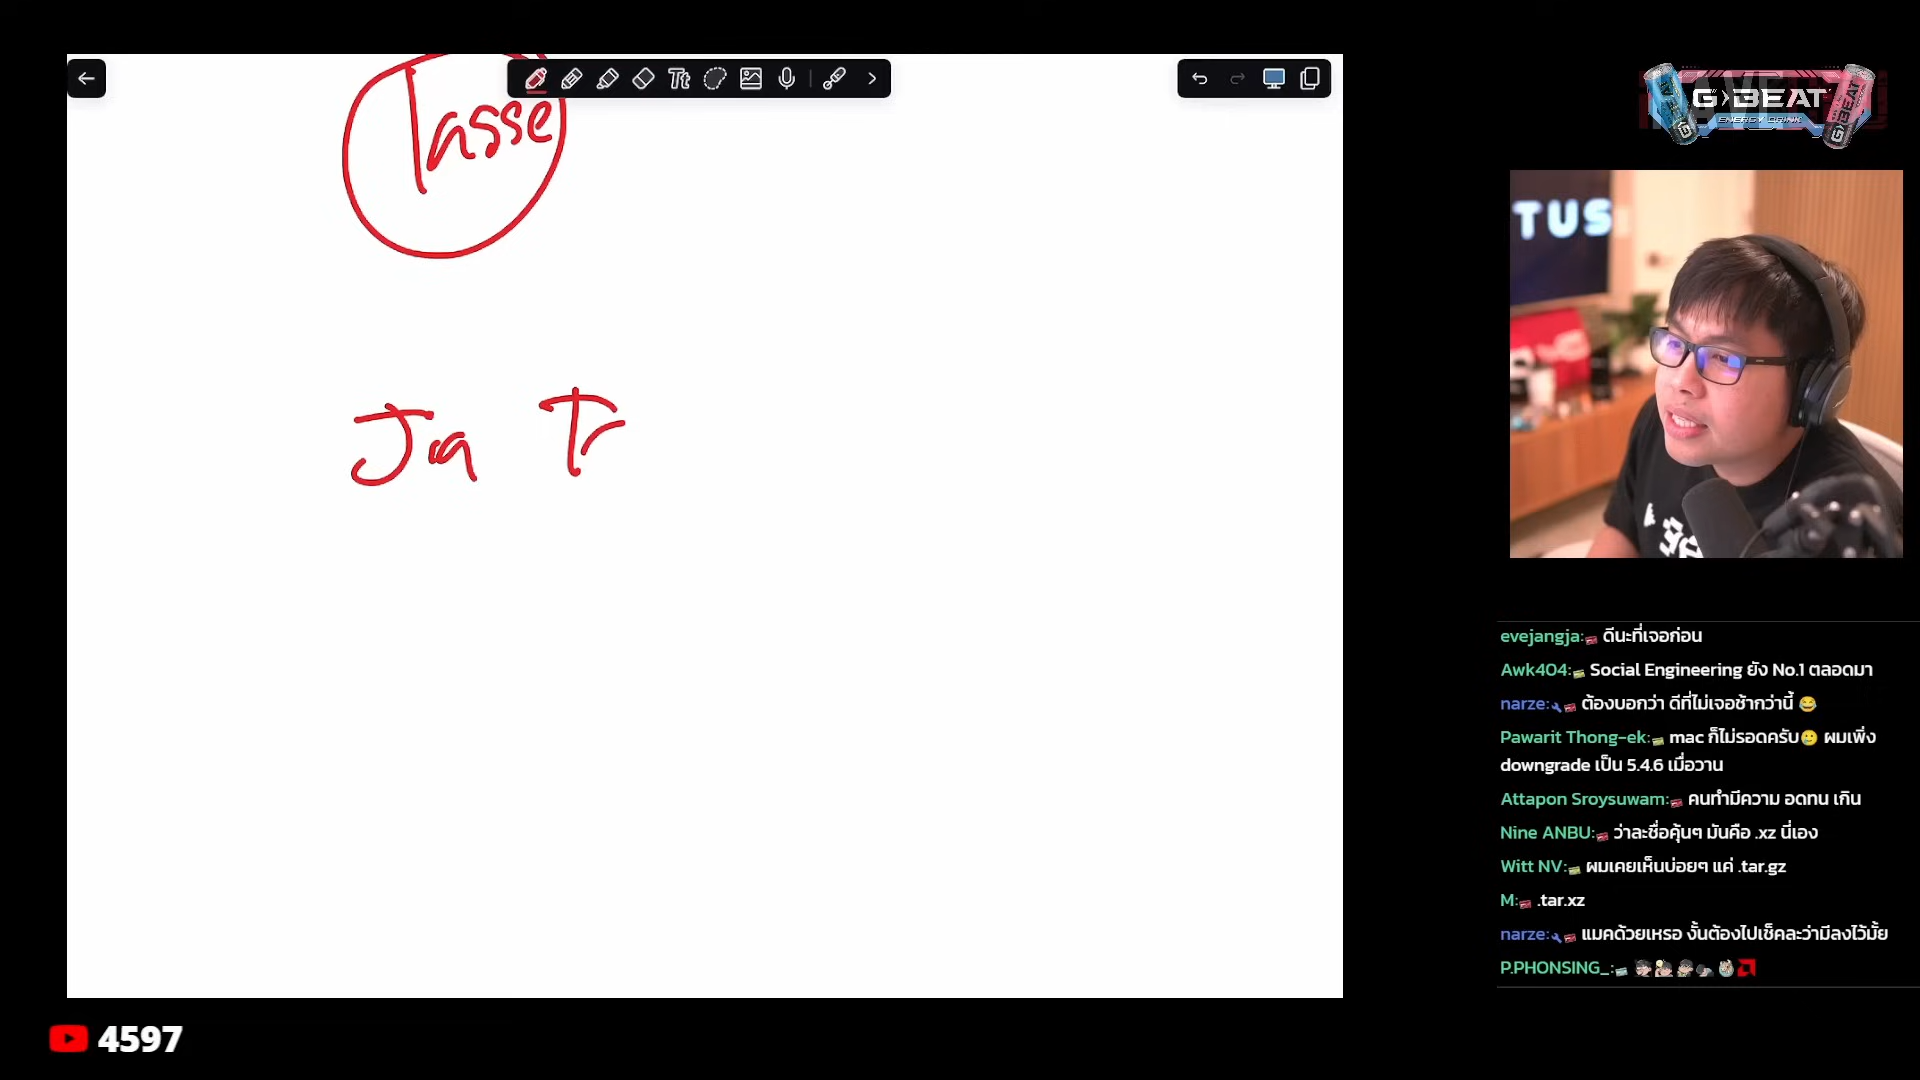 Tasse
Tt
G>BEAT
ENERGY DRINK
TUS
Jia T
evejangja: ดีนะที่เจอก่อน
Awk404: Social Engineering ยัง No.1 ตลอดมา
narze: ต้องบอกว่า ดีที่ไม่เจอช้ากว่านี้ 😂
Pawarit Thong-ek: mac ก็ไม่รอดครับ🥲 ผมเพิ่ง
downgrade เป็น 5.4.6 เมื่อวาน
Attapon Sroysuwam: คนทำมีความ อดทน เกิน
Nine ANBU: ว่าละชื่อคุ้นๆ มันคือ .xz นี่เอง
Witt NV: ผมเคยเห็นบ่อยๆ แค่ .tar.gz
M: .tar.xz
narze: แมคด้วยเหรอ งั้นต้องไปเช็คละว่ามีลงไว้มั้ย
P.PHONSING_:
4597